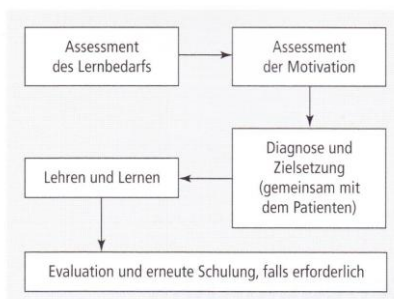 Assessment
des Lernbedarfs
Assessment
der Motivation
Diagnose und
Zielsetzung
(gemeinsam mit
dem Patienten)
Lehren und Lernen
Evaluation und erneute Schulung, falls erforderlich